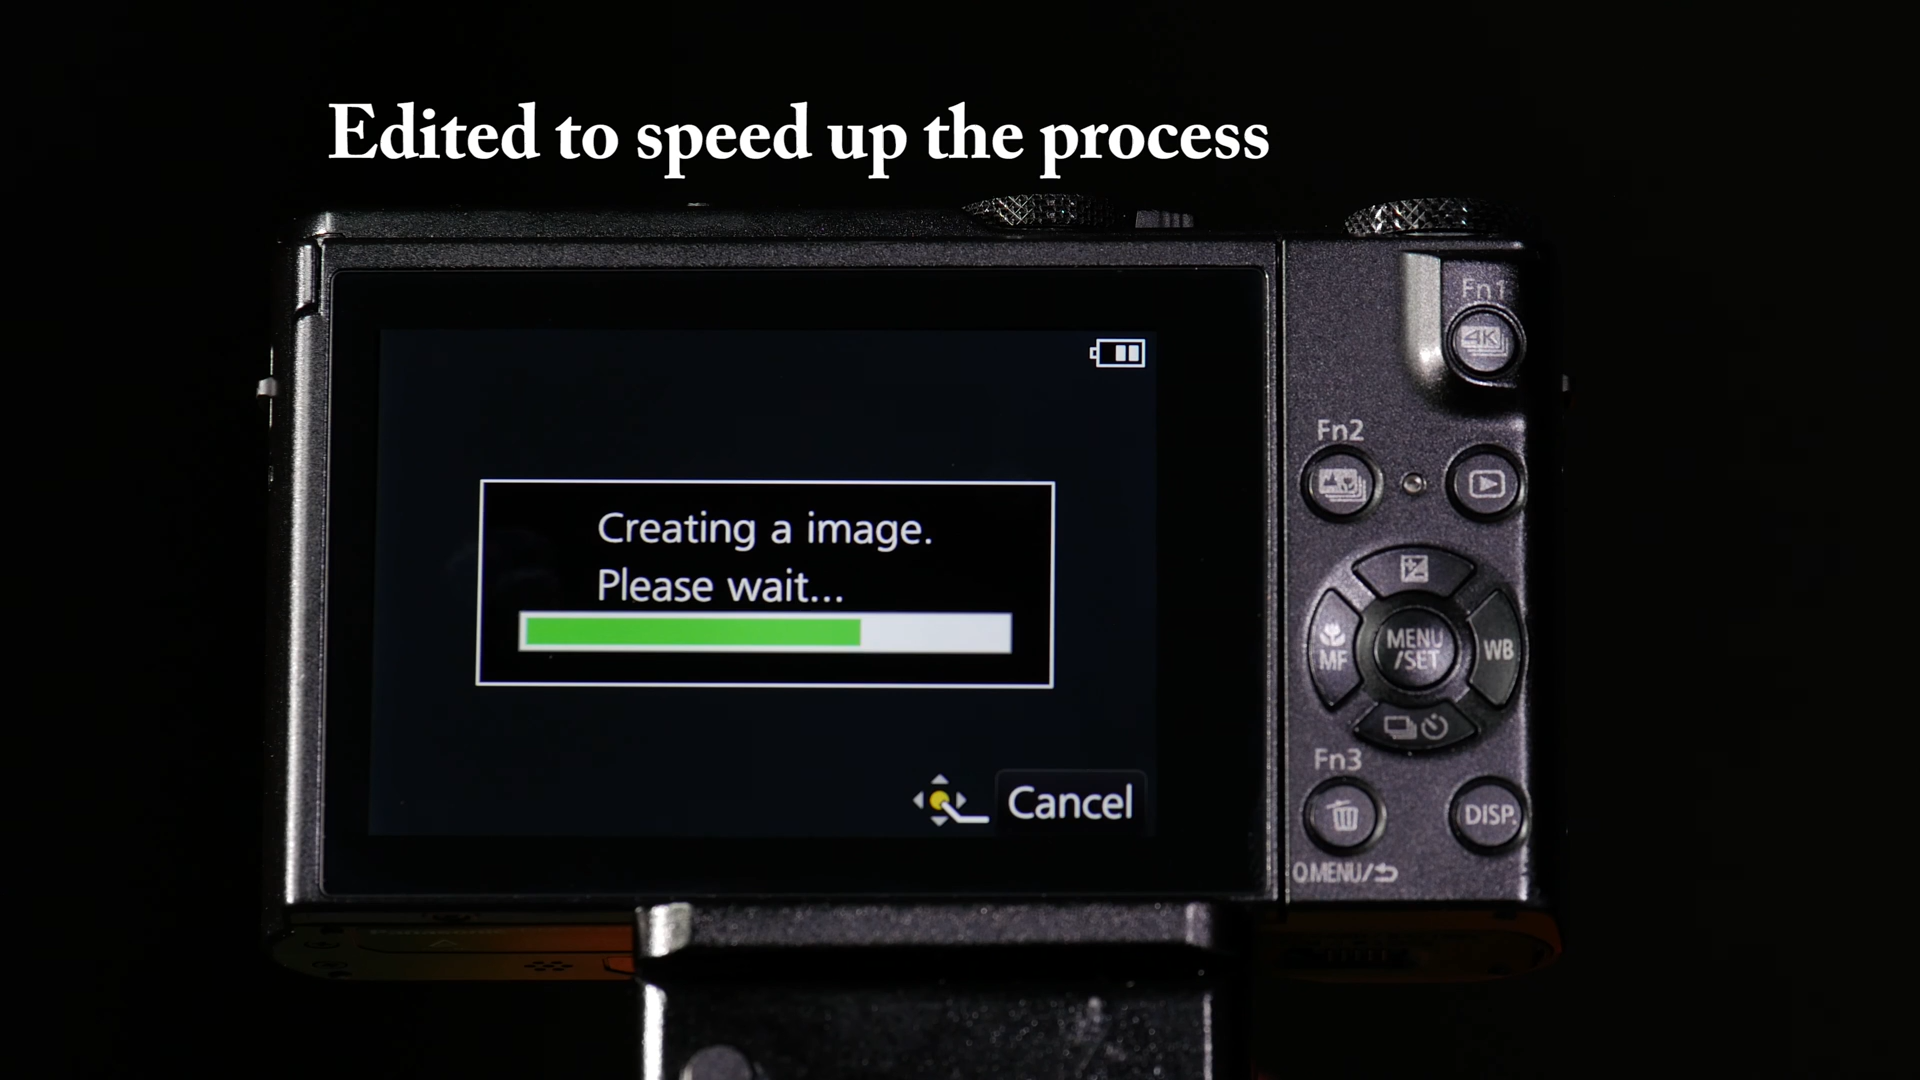 Edited to speed up the process
Fn1
4K
Fn2
Creating a image.
Please wait...
MENU
/SET
MF
WB
Fn3
Cancel
DISP.
Q.MENU/
Panasonic